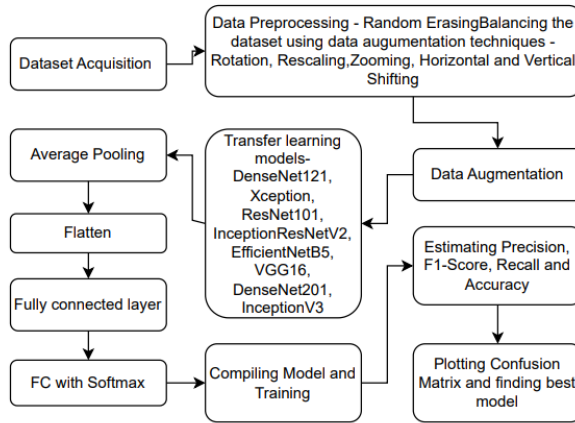 Dataset Acquisition
Data Preprocessing - Random ErasingBalancing the
dataset using data augumentation techniques -
Rotation, Rescaling,Zooming, Horizontal and Vertical
Shifting
Data Augmentation
Transfer learning
models-
DenseNet121,
Xception,
ResNet101,
InceptionResNetV2,
EfficientNetB5,
VGG16,
DenseNet201,
InceptionV3
Average Pooling
Flatten
Fully connected layer
FC with Softmax
Compiling Model and
Training
Estimating Precision,
F1-Score, Recall and
Accuracy
Plotting Confusion
Matrix and finding best
model